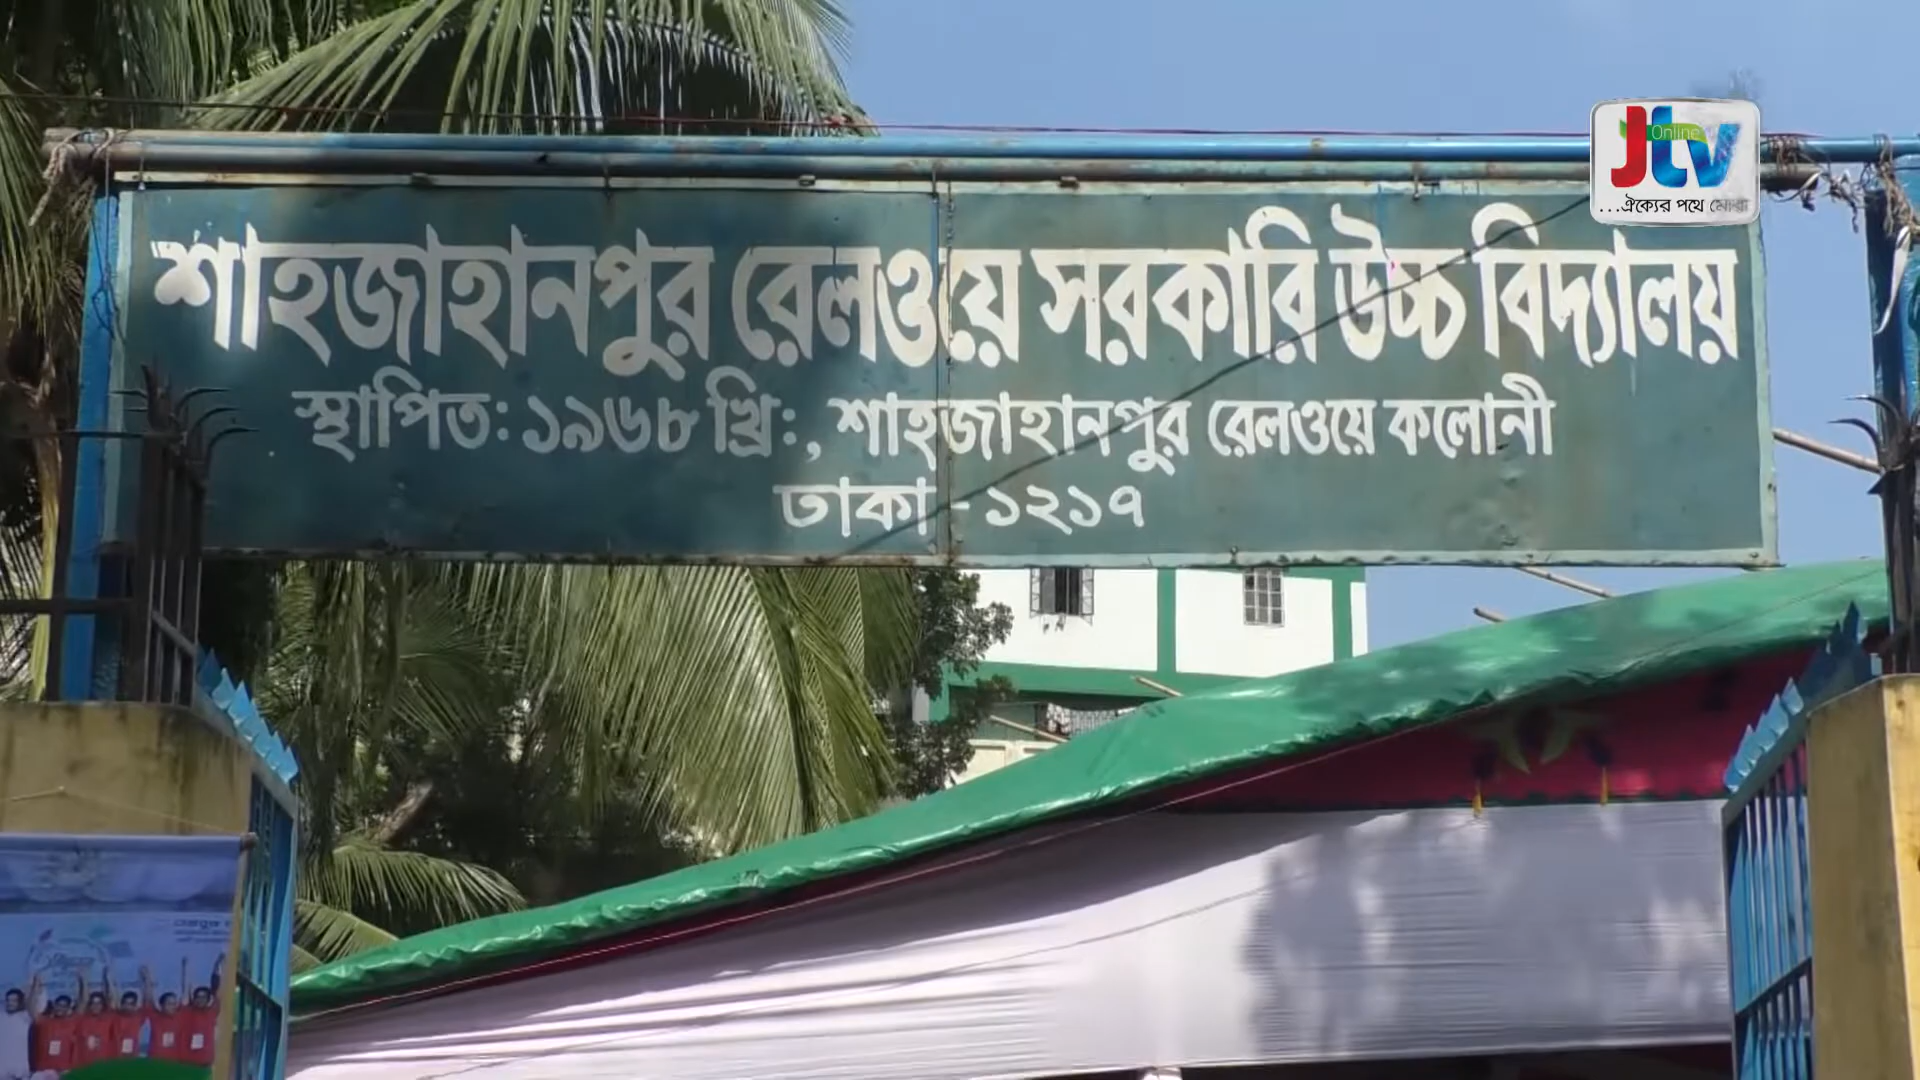 শাহজাহানপুর রেলওয়ে সরকারি উচ্চ বিদ্যালয়
স্থাপিত: ১৯৬৮ খ্রি:, শাহজাহানপুর রেলওয়ে কলোনী
ঢাকা - ১২১৭
Jtv
Online
...ঐক্যের পথে মোরা